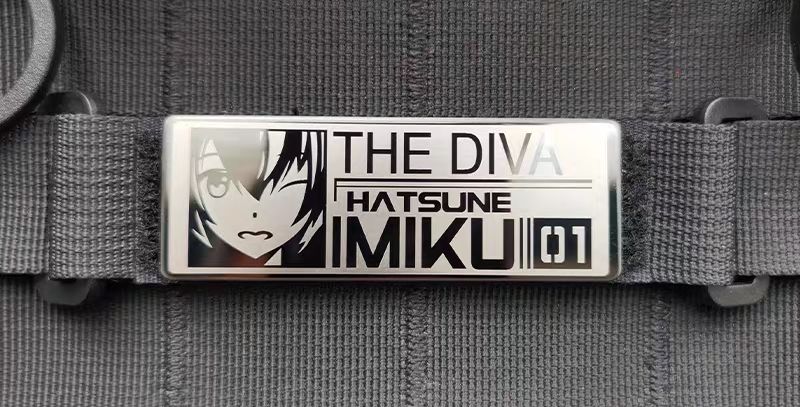 THE DIVA
HATSUNE
MIKU 01